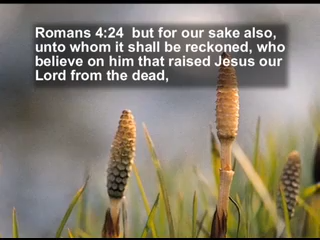 Romans 4:24  but for our sake also,
unto whom it shall be reckoned, who
believe on him that raised Jesus our
Lord from the dead,